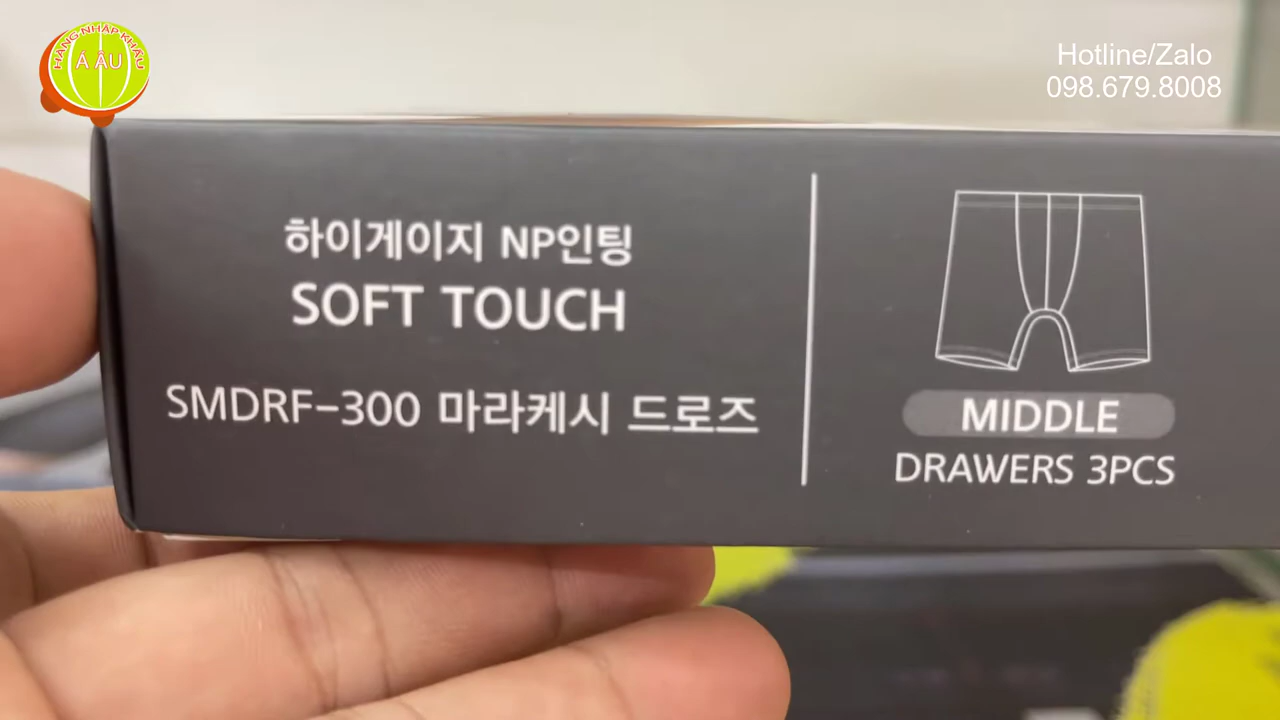 HÀNG NHẬP KHẨU
Á ÂU
Hotline/Zalo
098.679.8008
하이게이지 NP인팅
SOFT TOUCH
SMDRF-300 마라케시 드로즈
MIDDLE
DRAWERS 3PCS